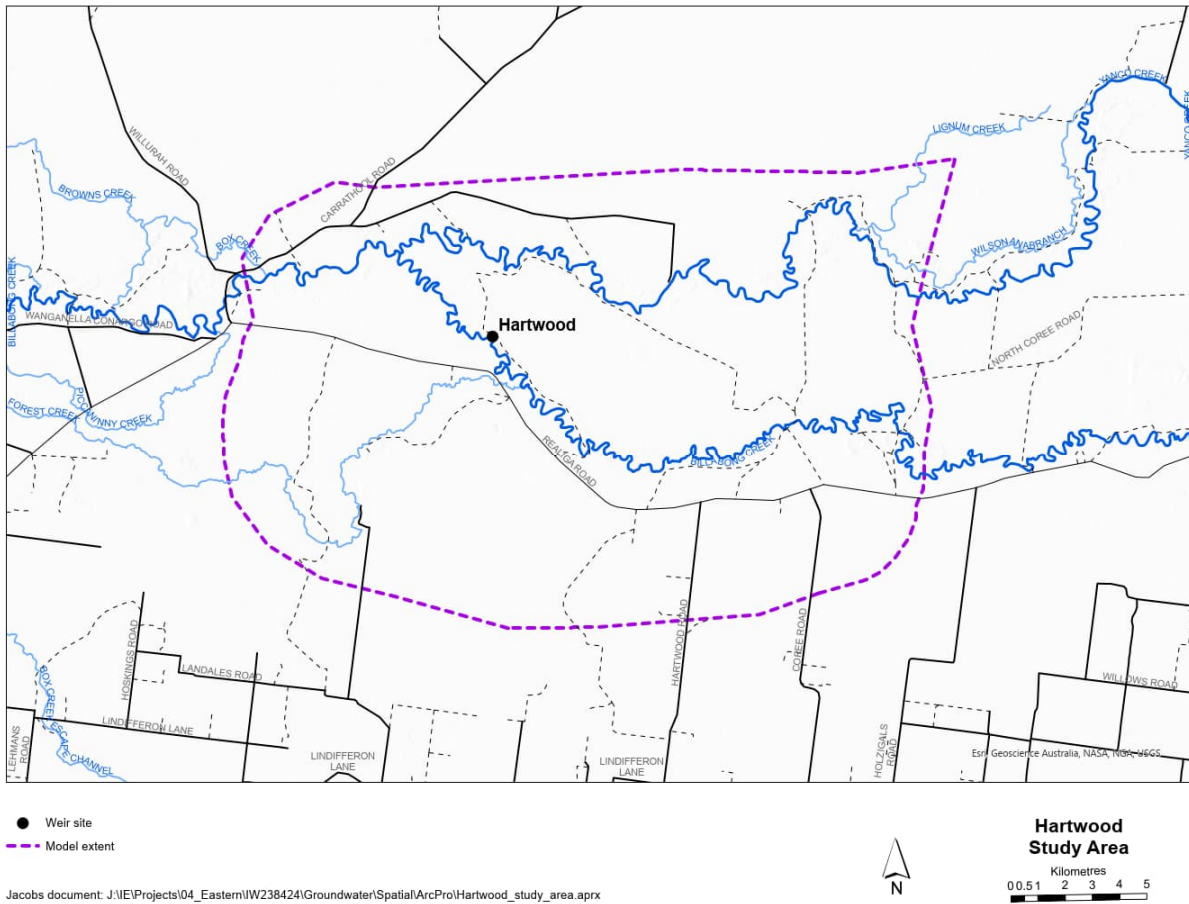 YANCO CREEK
YANCO CREEK
LIGNUM CREEK
WILLURAH ROAD
CARRATHOOL ROAD
BROWNS CREEK
BOX CREEK
WILSON ANABRANCH
BILLABONG CREEK
WANGANELLA CONARGO ROAD
Hartwood
NORTH COREE ROAD
PICCANINNY CREEK
FOREST CREEK
REALIGA ROAD
BILLABONG CREEK
HOSKINGS ROAD
HARTWOOD ROAD
COREE ROAD
LANDALES ROAD
WILLOWS ROAD
BOX CREEK ESCAPE CHANNEL
LINDIFFERON LANE
LEHMANS
ROAD
LINDIFFERON
LANE
LINDIFFERON
LANE
HOLZIGALS
ROAD
Esri, Geoscience Australia, NASA, NGA, USGS
Weir site
Model extent
Hartwood
Study Area
Kilometres
0 0.5 1 2 3 4 5
N
Jacobs document: J:\IE\Projects\04_Eastern\IW238424\Groundwater\Spatial\ArcPro\Hartwood_study_area.aprx